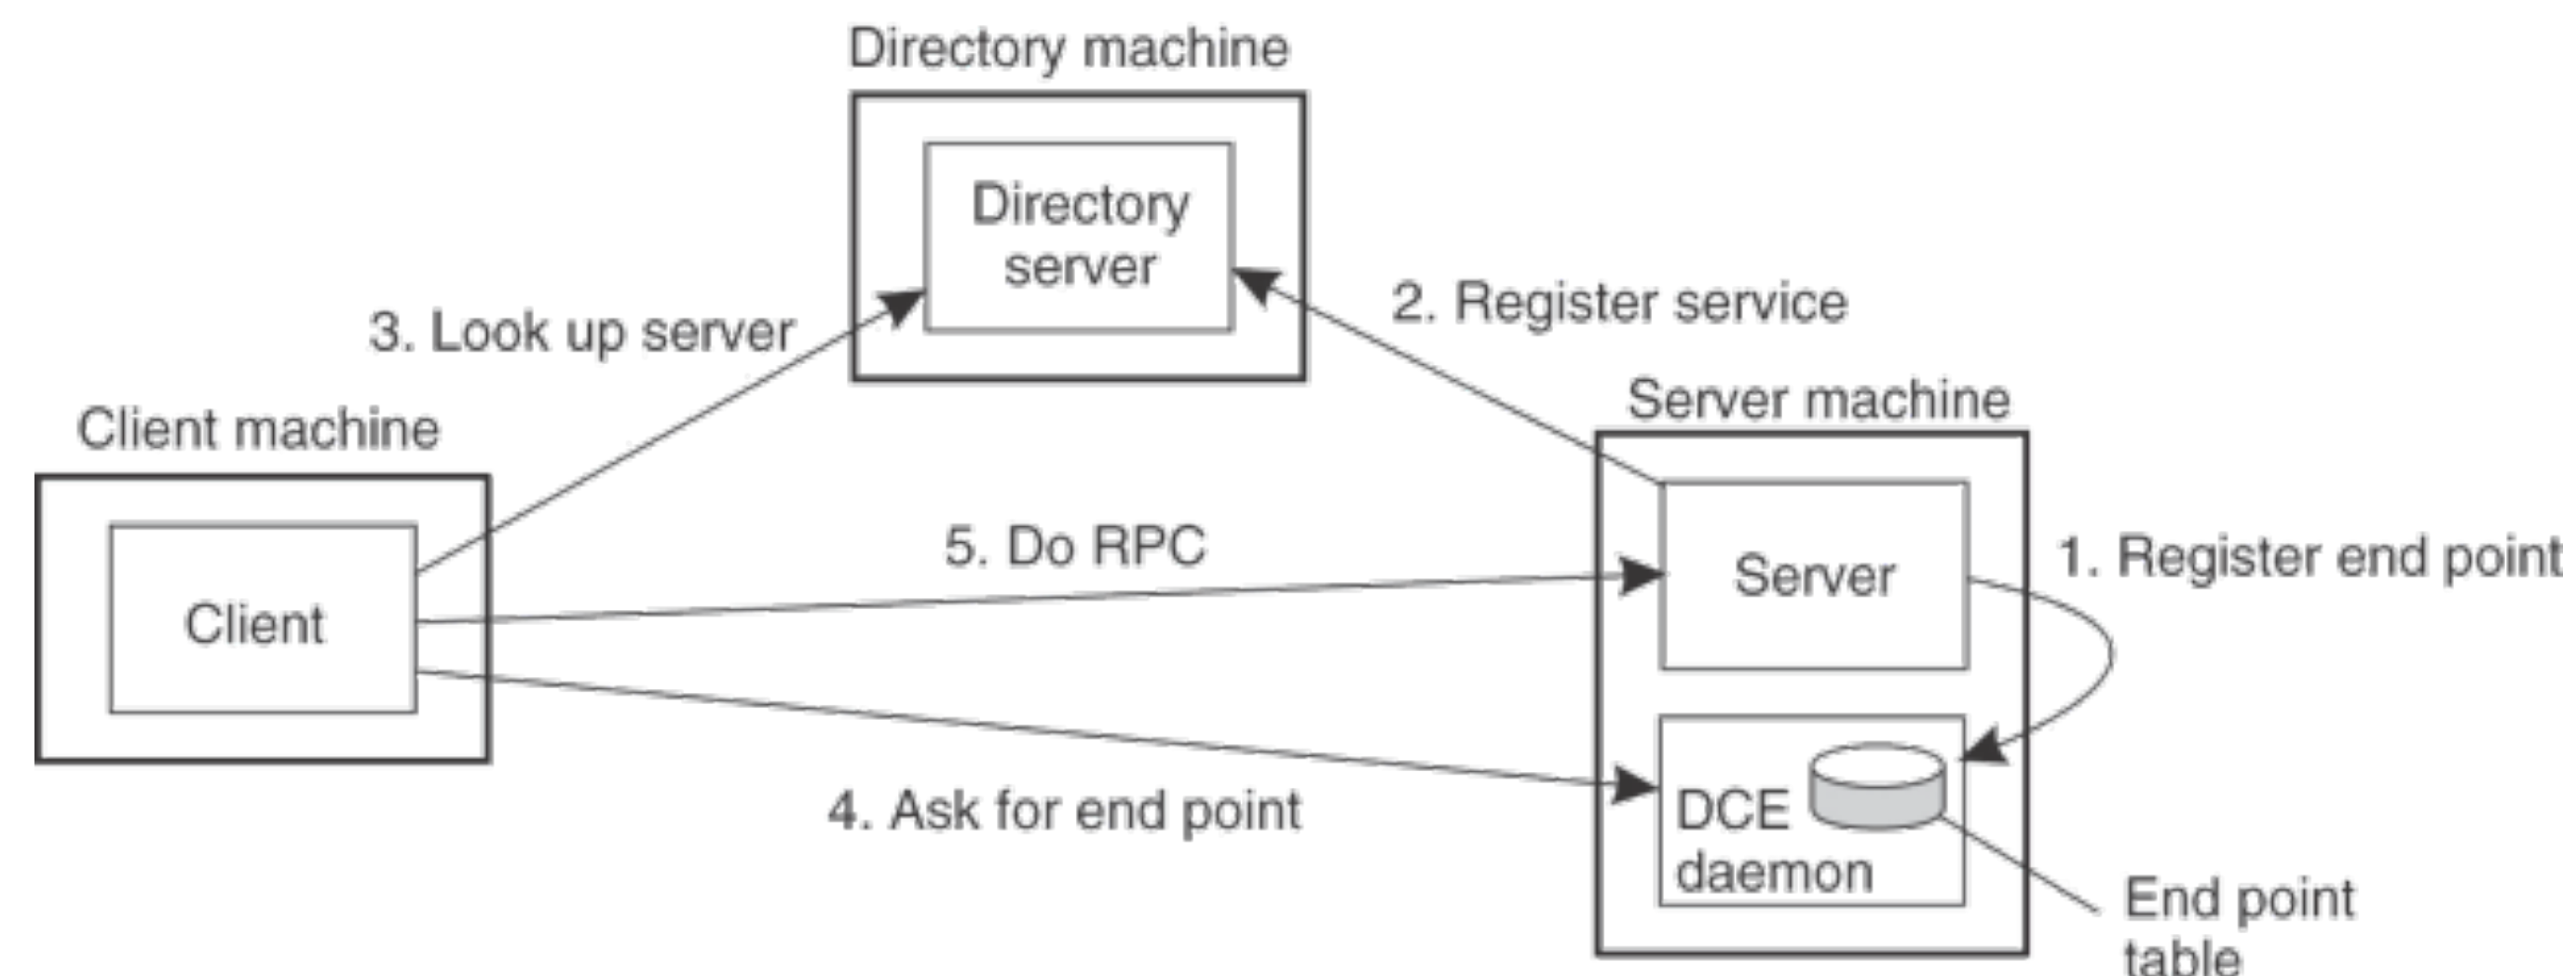 Directory machine
Directory
server
3. Look up server
2. Register service
Client machine
Server machine
5. Do RPC
1. Register end point
Client
Server
4. Ask for end point
DCE
daemon
End point
table